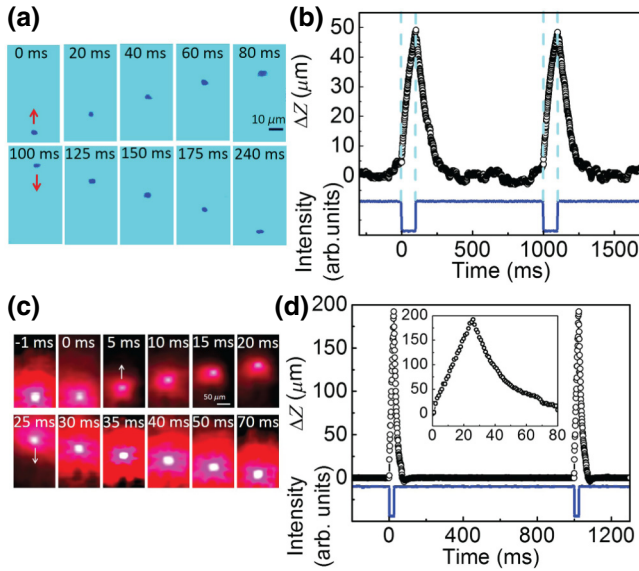 (a)
0 ms 20 ms 40 ms 60 ms 80 ms
10 μm
100 ms 125 ms 150 ms 175 ms 240 ms
(b)
ΔZ (μm)
50
40
30
20
10
0
Intensity
(arb. units)
0 500 1000 1500
Time (ms)
(c)
-1 ms 0 ms 5 ms 10 ms 15 ms 20 ms
50 μm
25 ms 30 ms 35 ms 40 ms 50 ms 70 ms
(d)
ΔZ (μm)
200
150
100
50
0
200
150
100
50
0
0 20 40 60 80
Intensity
(arb. units)
0 400 800 1200
Time (ms)